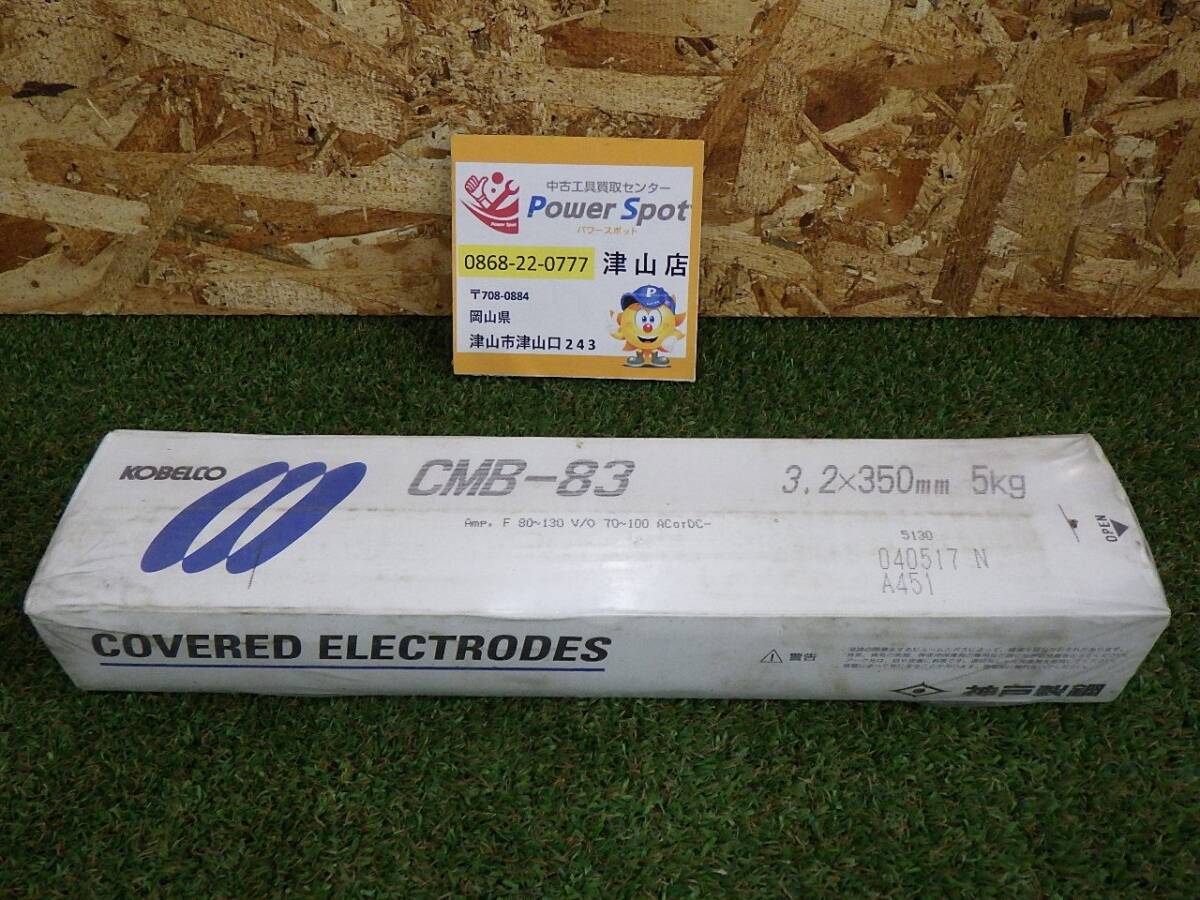 中古工具買取センター
Power Spot
パワースポット
Power Spot
0868-22-0777 津山店
〒708-0884
岡山県
津山市津山口243
P
KOBELCO
CMB-83
3.2×350mm 5kg
Amp. F 80~130 V/O 70~100 ACorDC-
OPEN
5130
040517 N
A451
COVERED ELECTRODES
警告
神戸製鋼